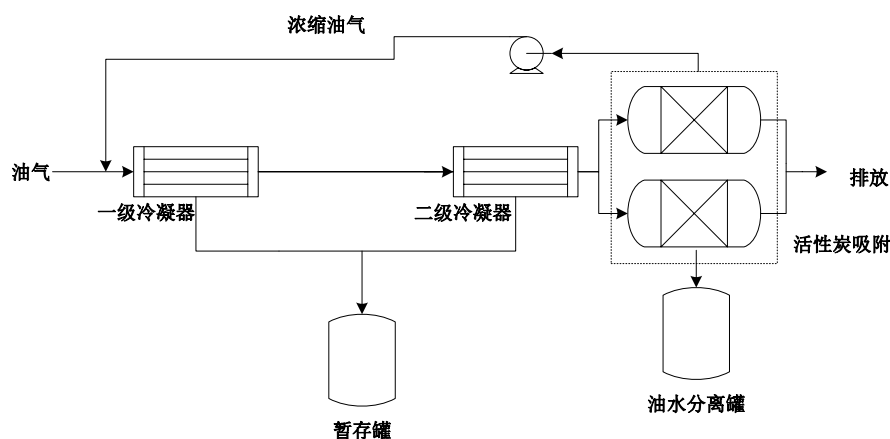 浓缩油气
油气
一级冷凝器
二级冷凝器
排放
活性炭吸附
暂存罐
油水分离罐